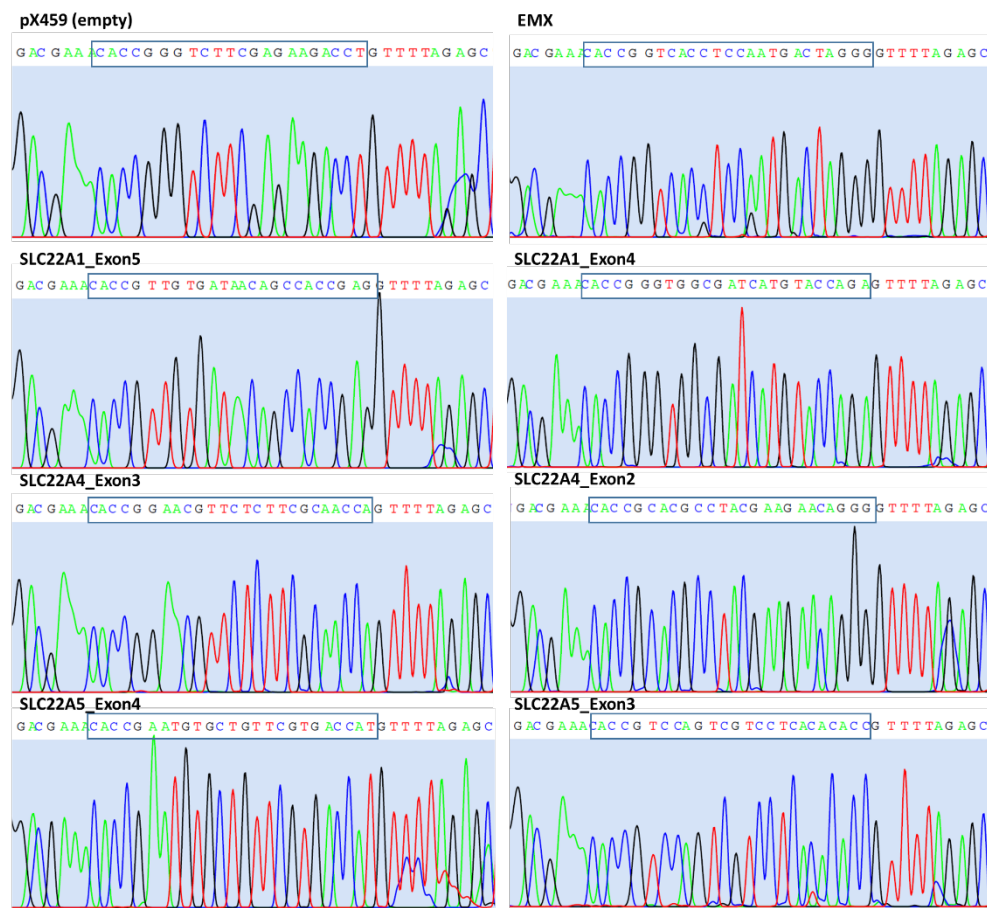 pX459 (empty)
GACGAAACACCGGGTCTTCGAGAAGACCTGTTTTAGAGC
EMX
GACGAAACACCGGTCACCTCCAATGACTAGGGGTTTTAGAGC
SLC22A1_Exon5
GACGAAACACCGTTGTGATAACAGCCACCGAGGTTTTAGAGC
SLC22A1_Exon4
GACGAAACACCGGGTGGCGATCATGTACCAGAGTTTTAGAGC
SLC22A4_Exon3
GACGAAACACCGGAACGTTCTCTTCGCAACCAGTTTTAGAGC
SLC22A4_Exon2
GACGAAACACCGCACGCCTACGAAGAACAGGGGTTTTAGAGC
SLC22A5_Exon4
GACGAAACACCGAATGTGCTGTTCGTGACCATGTTTTAGAGC
SLC22A5_Exon3
GACGAAACACCGTCCAGTCGTCCTCACACACCGTTTTAGAGC